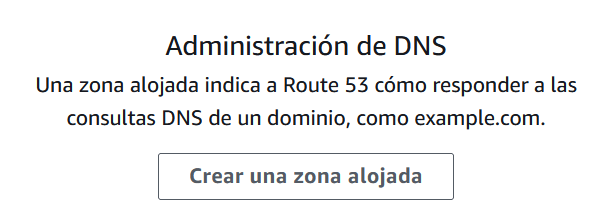 Administración de DNS
Una zona alojada indica a Route 53 cómo responder a las
consultas DNS de un dominio, como example.com.
Crear una zona alojada